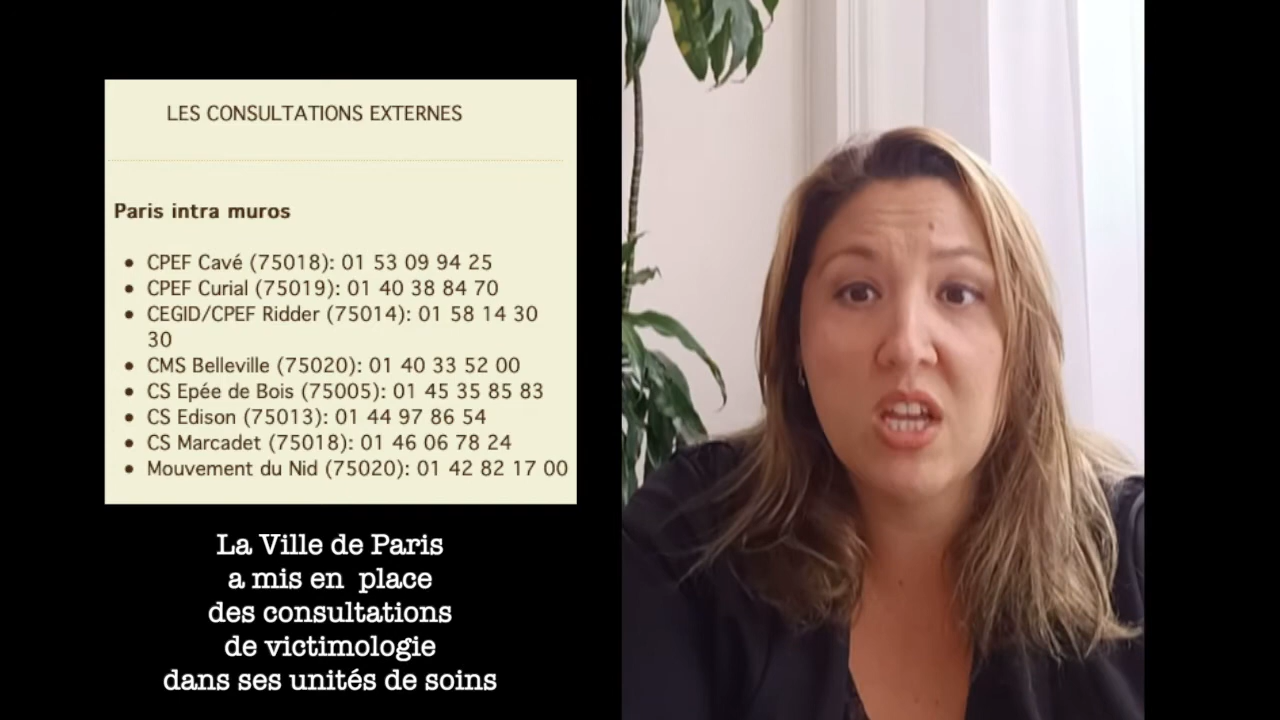 LES CONSULTATIONS EXTERNES
Paris intra muros
• CPEF Cavé (75018): 01 53 09 94 25
• CPEF Curial (75019): 01 40 38 84 70
• CEGID/CPEF Ridder (75014): 01 58 14 30
30
• CMS Belleville (75020): 01 40 33 52 00
• CS Epée de Bois (75005): 01 45 35 85 83
• CS Edison (75013): 01 44 97 86 54
• CS Marcadet (75018): 01 46 06 78 24
• Mouvement du Nid (75020): 01 42 82 17 00
La Ville de Paris
a mis en place
des consultations
de victimologie
dans ses unités de soins